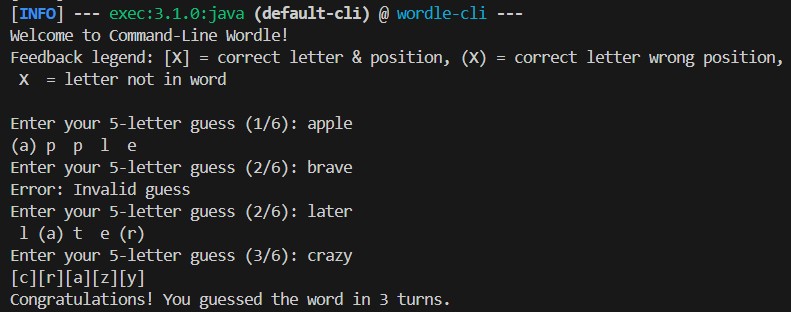 [INFO] --- exec:3.1.0:java (default-cli) @ wordle-cli ---
Welcome to Command-Line Wordle!
Feedback legend: [X] = correct letter & position, (X) = correct letter wrong position,
 X  = letter not in word

Enter your 5-letter guess (1/6): apple
(a) p  p  l  e
Enter your 5-letter guess (2/6): brave
Error: Invalid guess
Enter your 5-letter guess (2/6): later
 l (a) t  e (r)
Enter your 5-letter guess (3/6): crazy
[c][r][a][z][y]
Congratulations! You guessed the word in 3 turns.